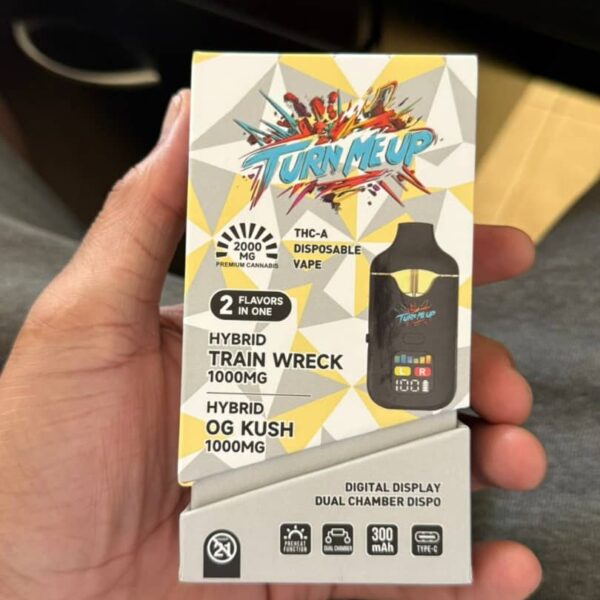 TURN ME UP
2000
MG
PREMIUM CANNABIS
THC-A
DISPOSABLE
VAPE
2 FLAVORS
IN ONE
HYBRID
TRAIN WRECK
1000MG
HYBRID
OG KUSH
1000MG
TURN ME UP
L R
100
DIGITAL DISPLAY
DUAL CHAMBER DISPO
21
PREHEAT
FUNCTION
DUAL CHAMBER
300
mAh
TYPE-C